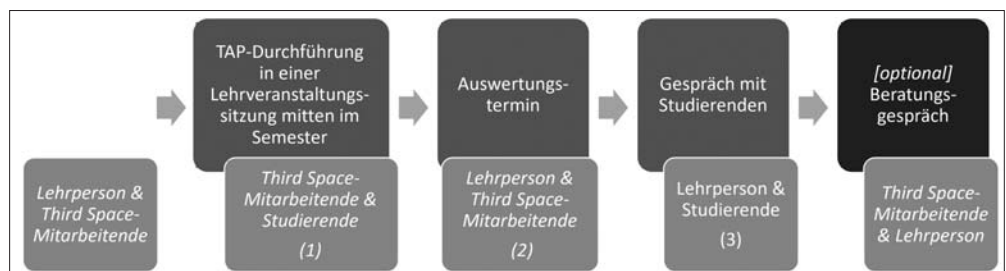 TAP-Durchführung
in einer
Lehrveranstaltungs-
sitzung mitten im
Semester
Auswertungs-
termin
Gespräch mit
Studierenden
[optional]
Beratungs-
gespräch
Lehrperson &
Third Space-
Mitarbeitende
Third Space-
Mitarbeitende &
Studierende
(1)
Lehrperson &
Third Space-
Mitarbeitende
(2)
Lehrperson &
Studierende
(3)
Third Space-
Mitarbeitende
& Lehrperson